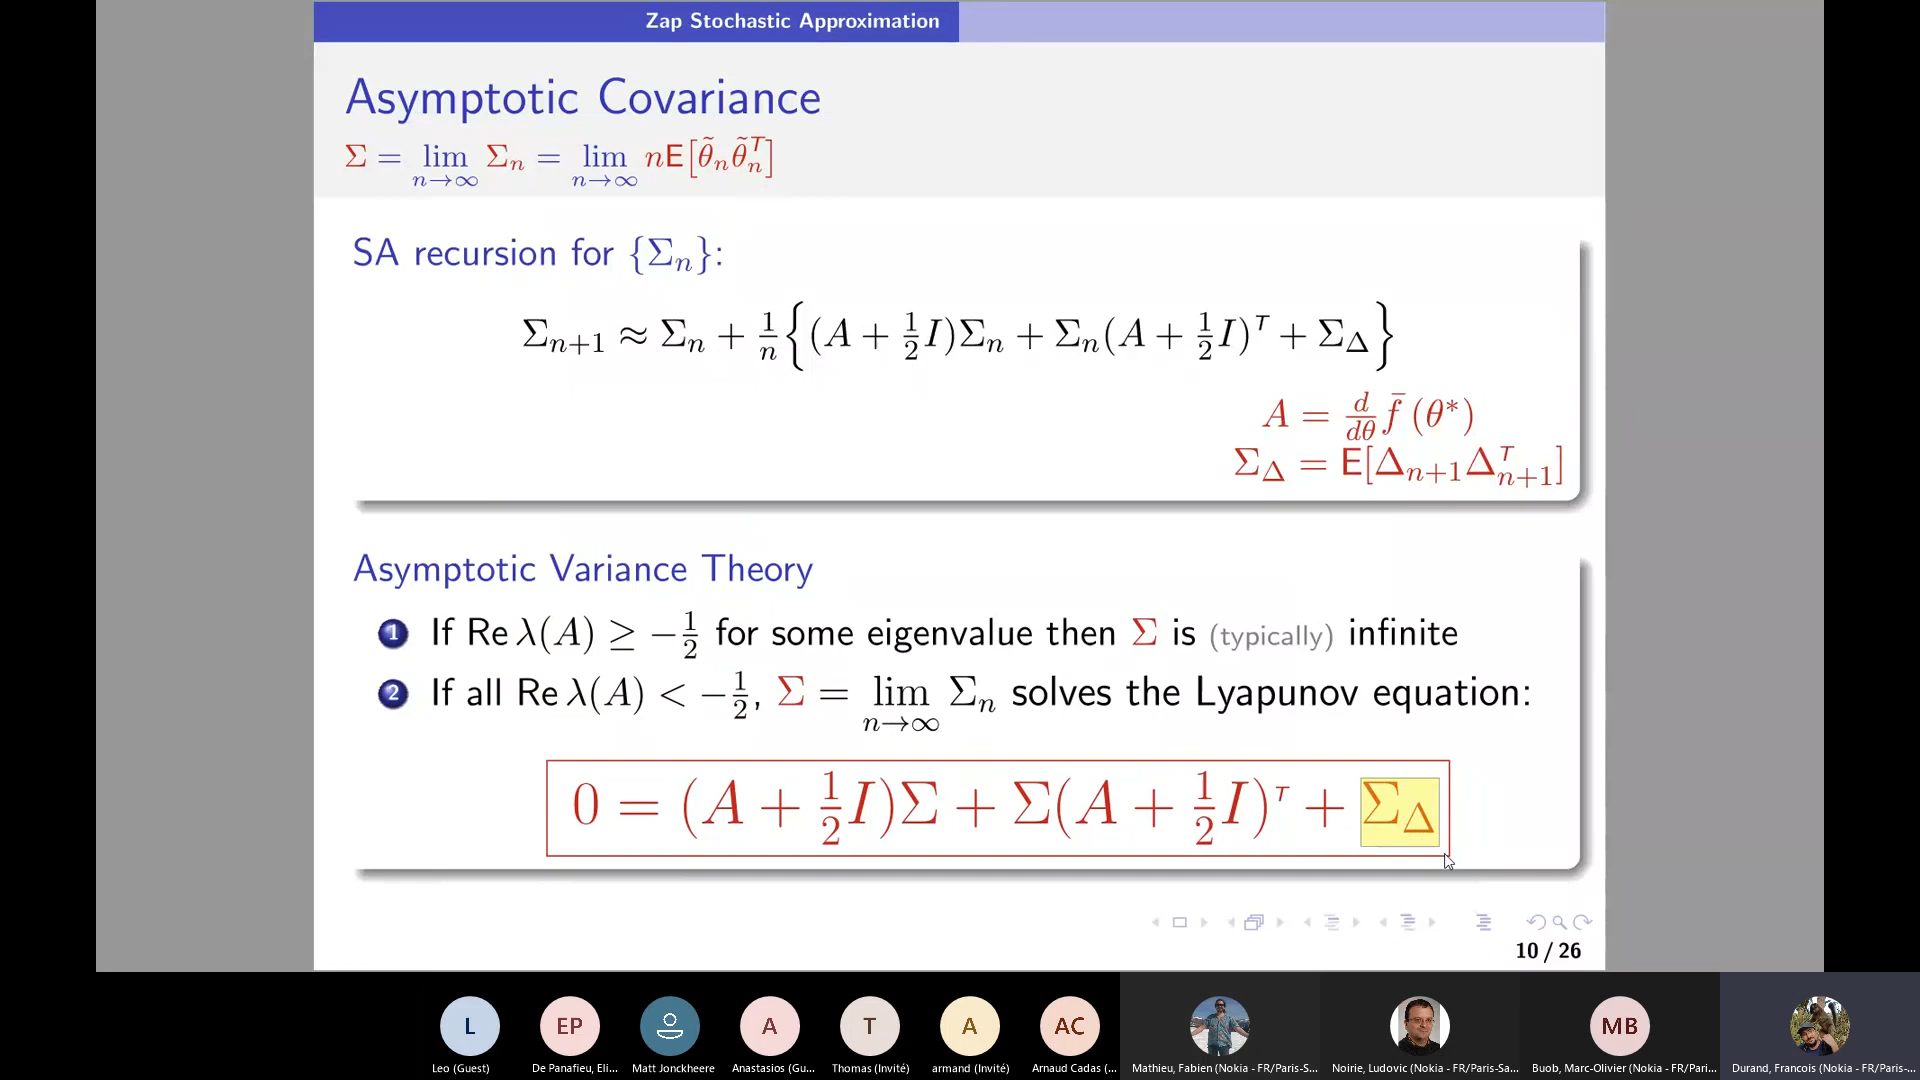 Zap Stochastic Approximation
Asymptotic Covariance
Σ = lim_{n→∞} Σ_n = lim_{n→∞} nE[θ̃_n θ̃_n^T]
SA recursion for {Σ_n}:
Σ_{n+1} ≈ Σ_n + 1/n {(A + 1/2 I)Σ_n + Σ_n(A + 1/2 I)^T + Σ_Δ}
A = d/dθ f̄ (θ*)
Σ_Δ = E[Δ_{n+1}Δ_{n+1}^T]
Asymptotic Variance Theory
1 If Re λ(A) ≥ −1/2 for some eigenvalue then Σ is (typically) infinite
2 If all Re λ(A) < −1/2, Σ = lim_{n→∞} Σ_n solves the Lyapunov equation:
0 = (A + 1/2 I)Σ + Σ(A + 1/2 I)^T + Σ_Δ
10 / 26
L EP A T A AC MB
Leo (Guest) De Panafieu, Eli... Matt Jonckheere Anastasios (Gu... Thomas (Invité) armand (Invité) Arnaud Cadas (... Mathieu, Fabien (Nokia - FR/Paris-S... Noirie, Ludovic (Nokia - FR/Paris-Sa... Buob, Marc-Olivier (Nokia - FR/Pari... Durand, Francois (Nokia - FR/Paris-...